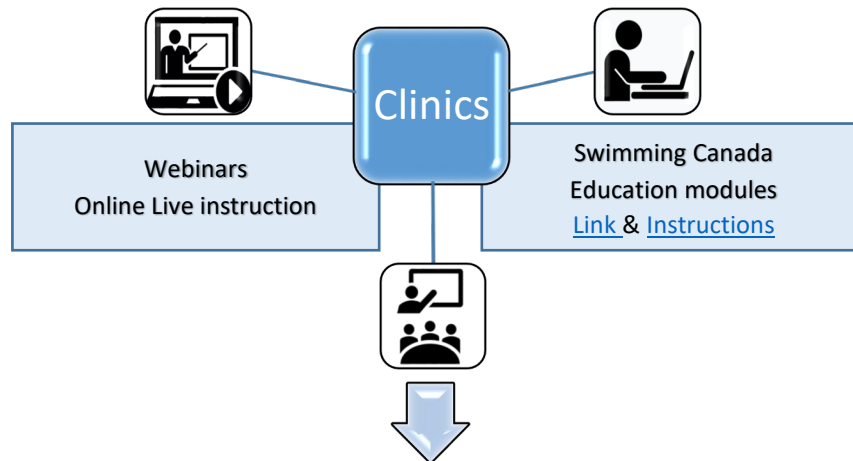 Clinics
Webinars
Online Live instruction
Swimming Canada
Education modules
Link & Instructions